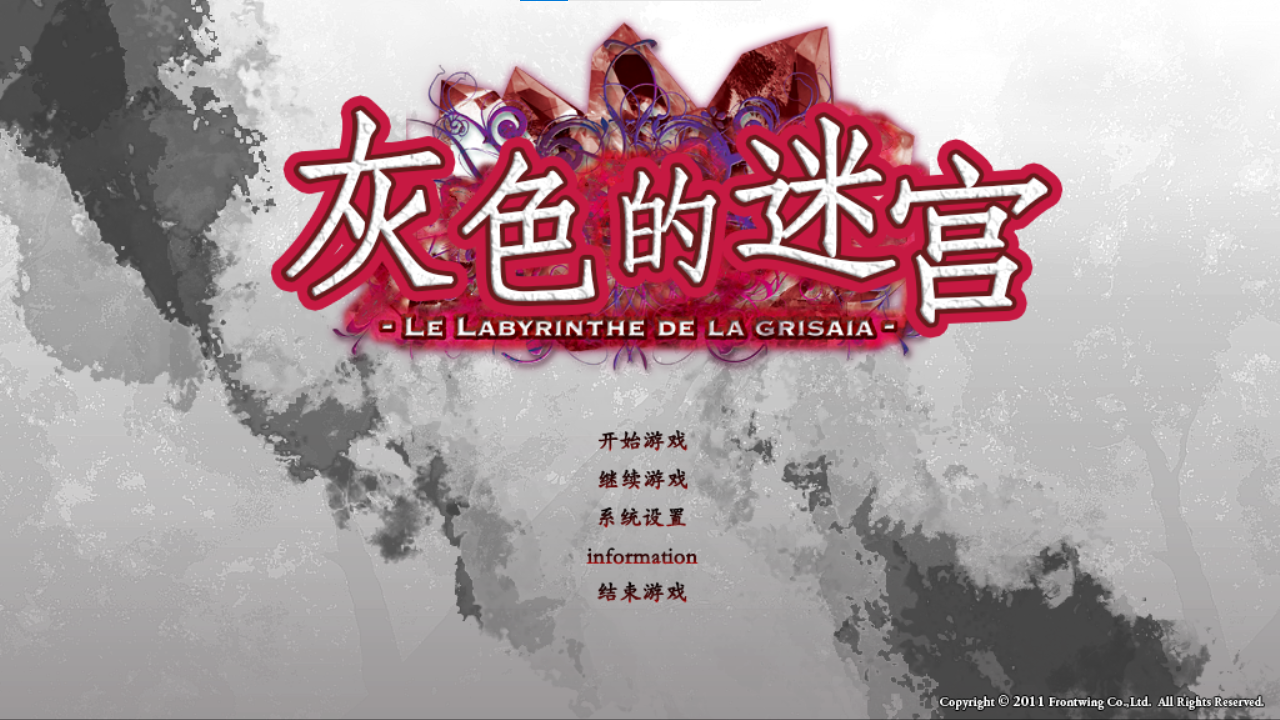 灰色的迷宫
- LE LABYRINTHE DE LA GRISAIA -
开始游戏
继续游戏
系统设置
information
结束游戏
Copyright © 2011 Frontwing Co.,Ltd. All Rights Reserved.